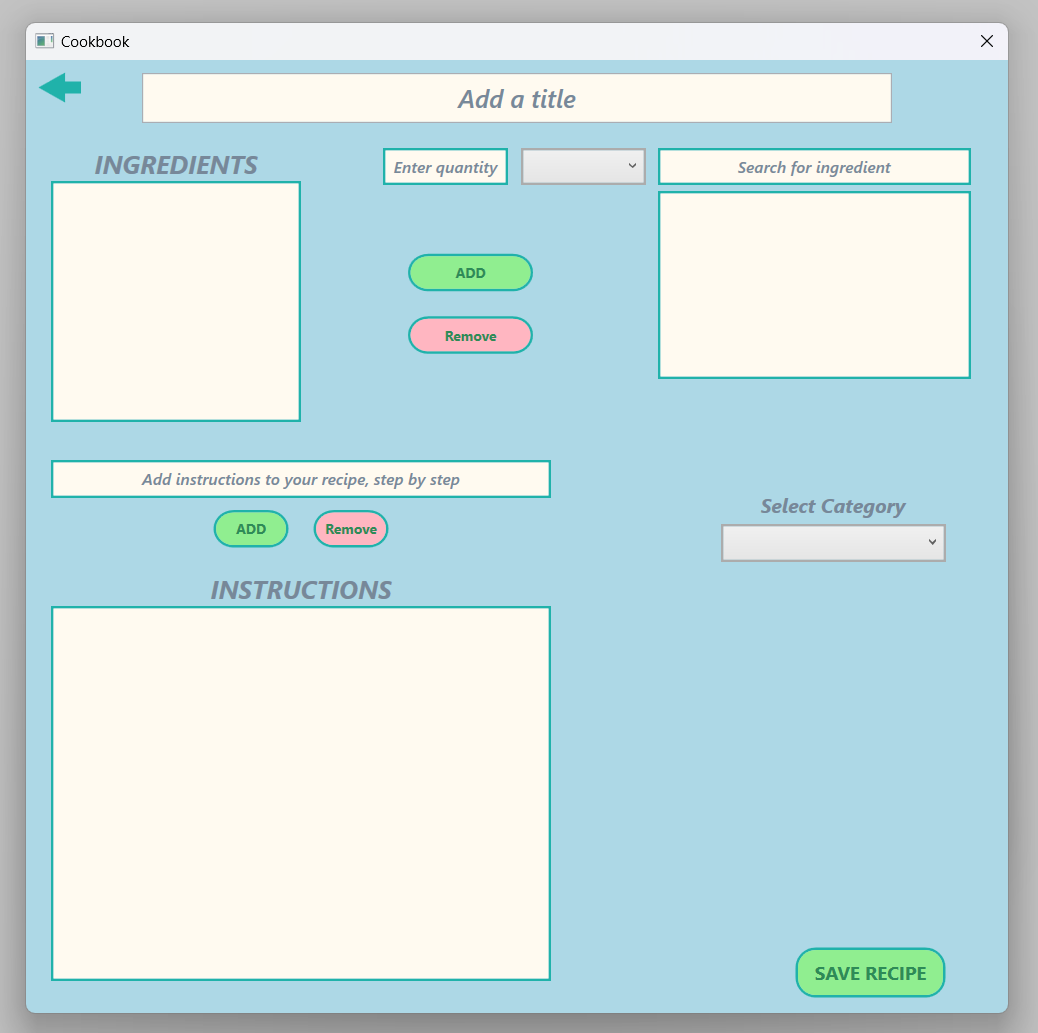 Cookbook
Add a title
INGREDIENTS
Enter quantity
Search for ingredient
ADD
Remove
Add instructions to your recipe, step by step
ADD
Remove
Select Category
INSTRUCTIONS
SAVE RECIPE